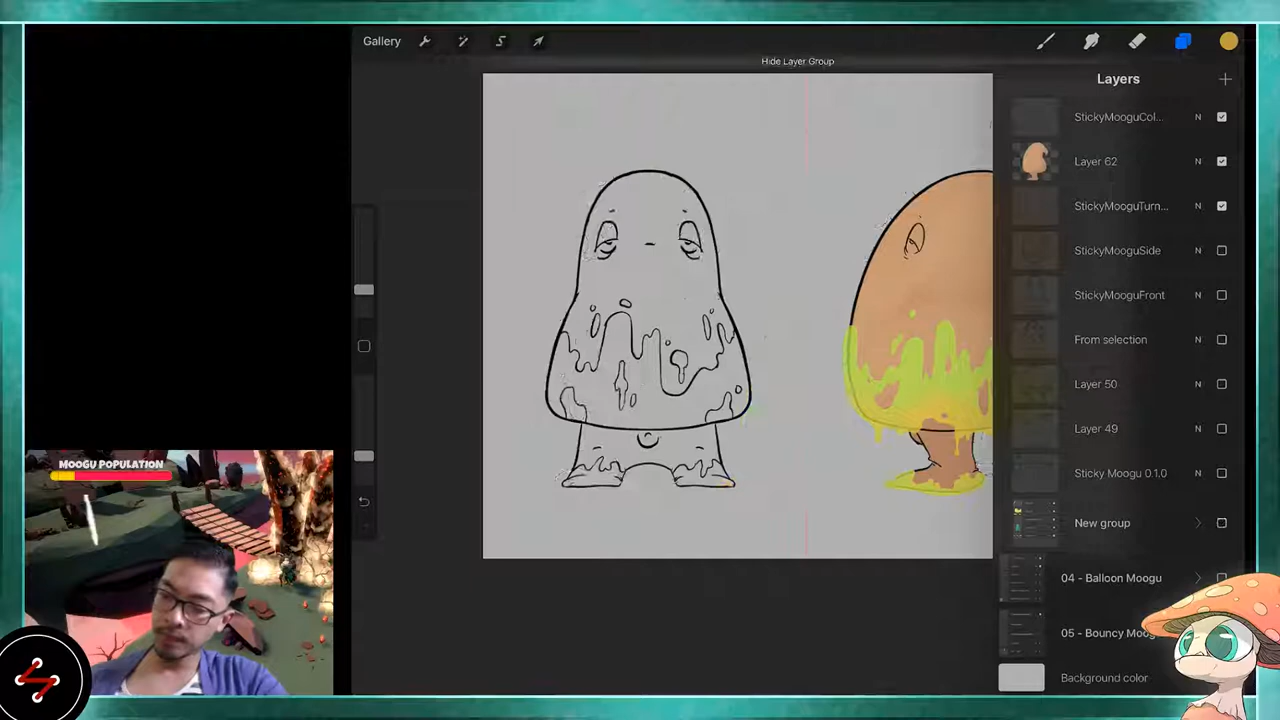 Gallery
Hide Layer Group
Layers
StickyMooguCol... N
Layer 62 N
StickyMooguTurn... N
StickyMooguSide N
StickyMooguFront N
From selection N
Layer 50 N
Layer 49 N
Sticky Moogu 0.1.0 N
New group
04 - Balloon Moogu
05 - Bouncy Moog
Background color
MOOGU POPULATION